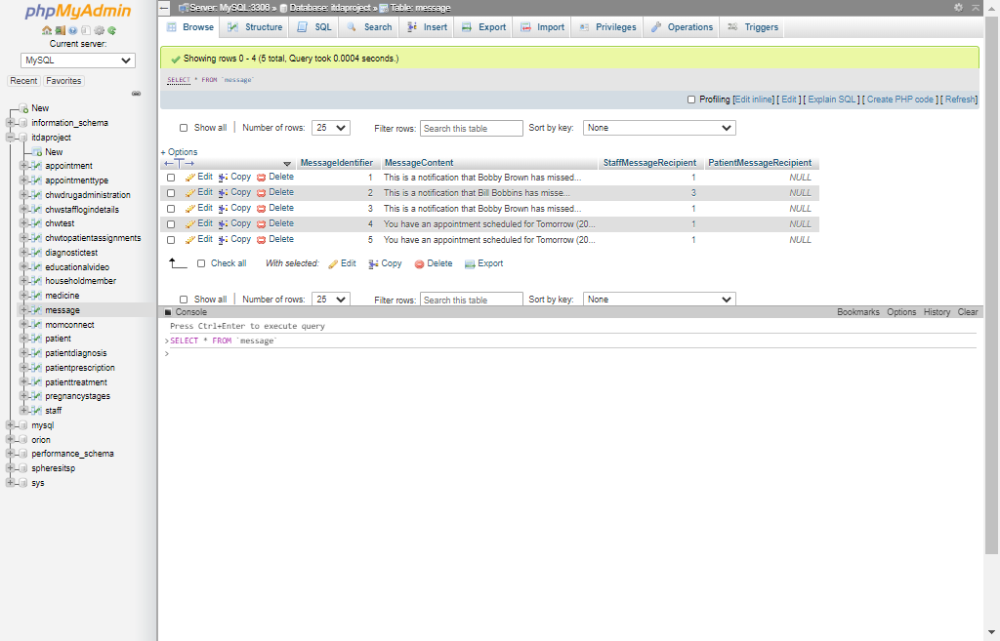 phpMyAdmin
Current server:
MySQL
Recent Favorites
New
information_schema
itdaproject
New
appointment
appointmenttype
chwdrugadministration
chwstafflogindetails
chwtest
chwtopatientassignments
diagnostictest
educationalvideo
householdmember
medicine
message
momconnect
patient
patientdiagnosis
patientprescription
patienttreatment
pregnancystages
staff
mysql
orion
performance_schema
spheresitsp
sys
Server: MySQL:3308 » Database: itdaproject » Table: message
Browse Structure SQL Search Insert Export Import Privileges Operations Triggers
Showing rows 0 - 4 (5 total, Query took 0.0004 seconds.)
SELECT * FROM `message`
Profiling [Edit inline] [ Edit ] [ Explain SQL ] [ Create PHP code ] [ Refresh]
Show all | Number of rows: 25 Filter rows: Search this table Sort by key: None
+ Options
←T→ MessageIdentifier MessageContent StaffMessageRecipient PatientMessageRecipient
Edit Copy Delete 1 This is a notification that Bobby Brown has missed... 1 NULL
Edit Copy Delete 2 This is a notification that Bill Bobbins has misse... 3 NULL
Edit Copy Delete 3 This is a notification that Bobby Brown has missed... 1 NULL
Edit Copy Delete 4 You have an appointment scheduled for Tomorrow (20... 1 NULL
Edit Copy Delete 5 You have an appointment scheduled for Tomorrow (20... 1 NULL
Check all With selected: Edit Copy Delete Export
Show all | Number of rows: 25 Filter rows: Search this table Sort by key: None
Console Bookmarks Options History Clear
Press Ctrl+Enter to execute query
>SELECT * FROM `message`
>